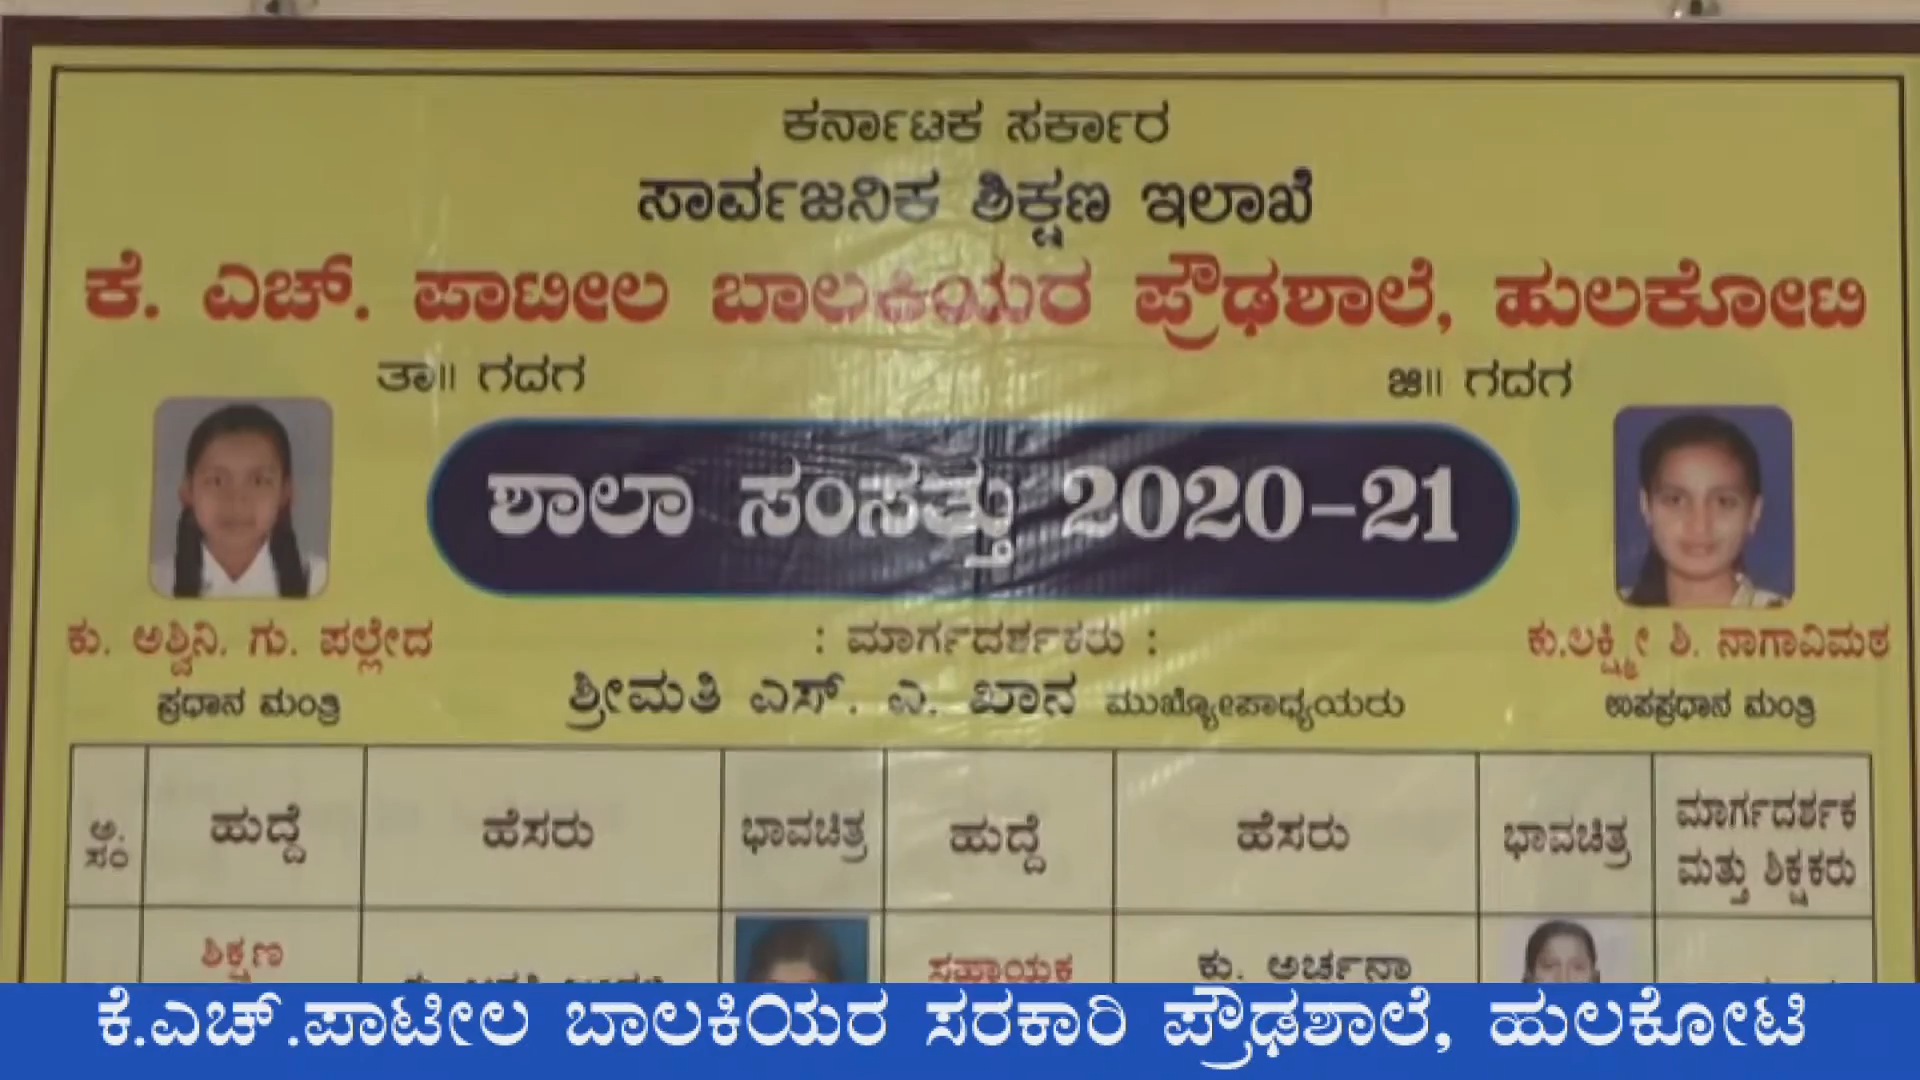 ಕರ್ನಾಟಕ ಸರ್ಕಾರ
ಸಾರ್ವಜನಿಕ ಶಿಕ್ಷಣ ಇಲಾಖೆ
ಕೆ. ಎಚ್. ಪಾಟೀಲ ಬಾಲಕಿಯರ ಪ್ರೌಢಶಾಲೆ, ಹುಲಕೋಟಿ
ತಾ॥ ಗದಗ ಜಿ॥ ಗದಗ
ಶಾಲಾ ಸಂಸತ್ತು 2020-21
ಕು. ಅಶ್ವಿನಿ. ಗು. ಪಲ್ಲೇದ : ಮಾರ್ಗದರ್ಶಕರು : ಕು.ಲಕ್ಷ್ಮೀ ಶಿ. ನಾಗಾವಿಮಠ
ಪ್ರಧಾನ ಮಂತ್ರಿ ಶ್ರೀಮತಿ ಎಸ್. ಎ. ಖಾನ ಮುಖ್ಯೋಪಾಧ್ಯಯರು ಉಪಪ್ರಧಾನ ಮಂತ್ರಿ
ಅ. ಸಂ ಹುದ್ದೆ ಹೆಸರು ಭಾವಚಿತ್ರ ಹುದ್ದೆ ಹೆಸರು ಭಾವಚಿತ್ರ ಮಾರ್ಗದರ್ಶಕ ಮತ್ತು ಶಿಕ್ಷಕರು
ಶಿಕ್ಷಣ ಸಹಾಯಕ ಕು. ಅರ್ಚನಾ
ಕೆ.ಎಚ್.ಪಾಟೀಲ ಬಾಲಕಿಯರ ಸರಕಾರಿ ಪ್ರೌಢಶಾಲೆ, ಹುಲಕೋಟಿ